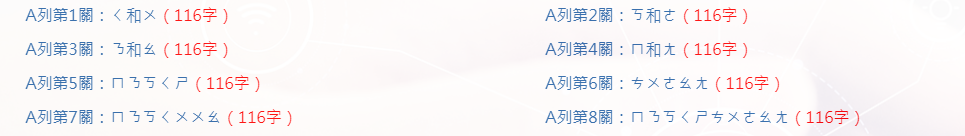 A列第1關：ㄑ和ㄨ（116字）
A列第2關：ㄎ和ㄜ（116字）
A列第3關：ㄋ和ㄠ（116字）
A列第4關：ㄇ和ㄤ（116字）
A列第5關：ㄇㄋㄎㄑㄕ（116字）
A列第6關：ㄘㄨㄜㄠㄤ（116字）
A列第7關：ㄇㄋㄎㄑㄨㄨㄠ（116字）
A列第8關：ㄇㄋㄎㄑㄕㄘㄨㄜㄠㄤ（116字）